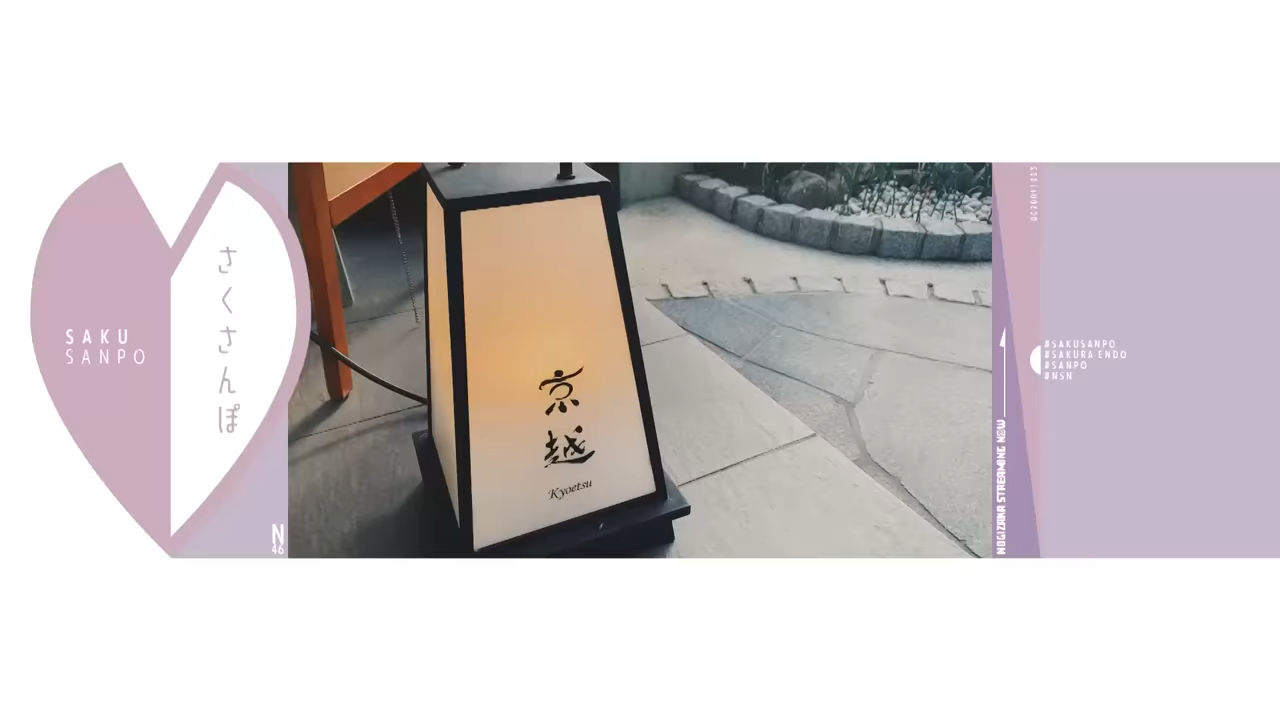 SAKU
SANPO
さくさんぽ
N
46
京越
Kyoetsu
NOGIZAKA STREAMING NOW
#SAKUSANPO
#SAKURA ENDO
#SANPO
#NSN